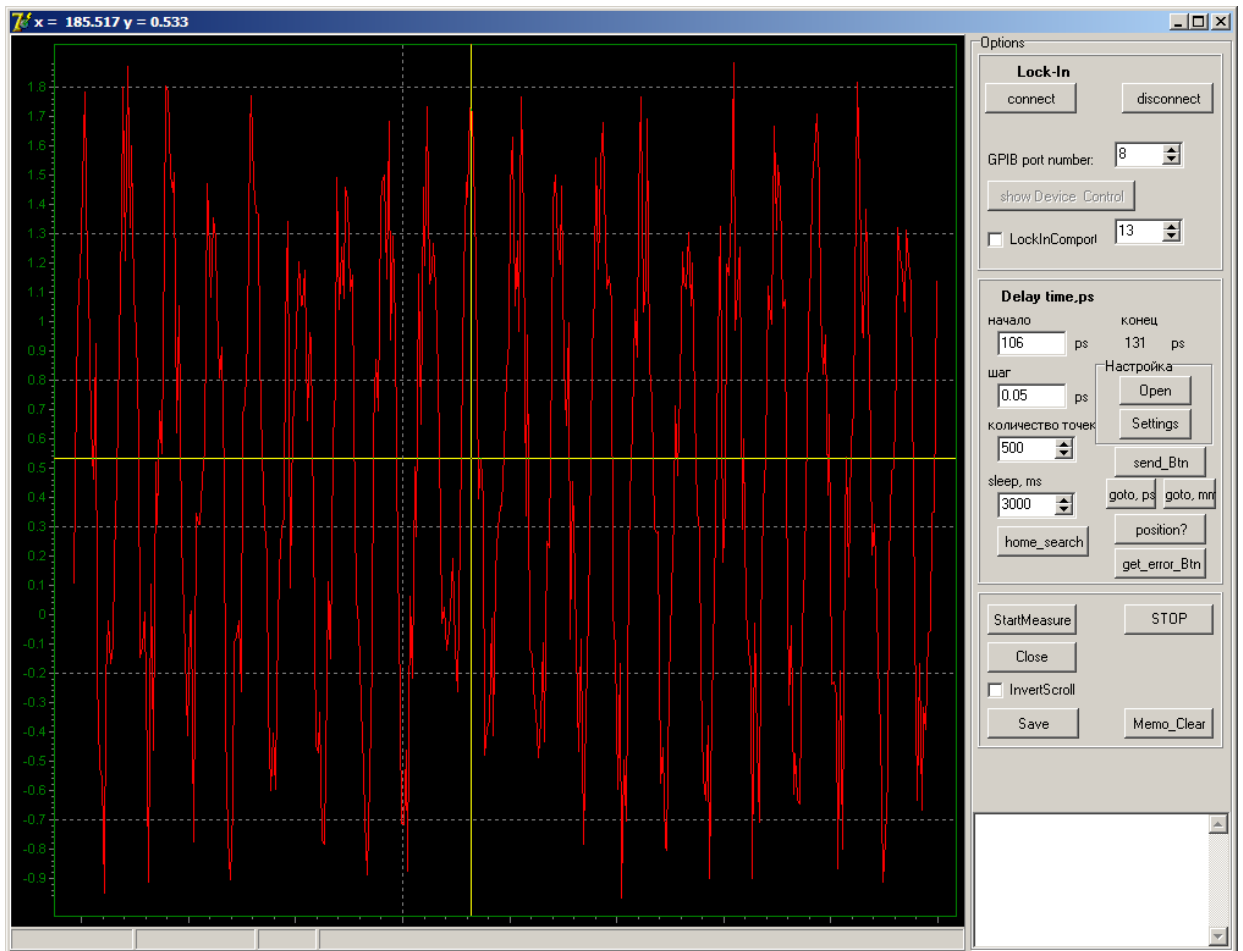 x = 185.517 y = 0.533
1.8
1.7
1.6
1.5
1.4
1.3
1.2
1.1
1
0.9
0.8
0.7
0.6
0.5
0.4
0.3
0.2
0.1
0
-0.1
-0.2
-0.3
-0.4
-0.5
-0.6
-0.7
-0.8
-0.9
Options
Lock-In
connect disconnect
GPIB port number: 8
show Device Control
LockInComport 13
Delay time,ps
начало конец
106 ps 131 ps
шаг Настройка
0.05 ps Open
количество точек Settings
500 send_Btn
sleep, ms goto, ps goto, mm
3000 position?
home_search get_error_Btn
StartMeasure STOP
Close
InvertScroll
Save Memo_Clear